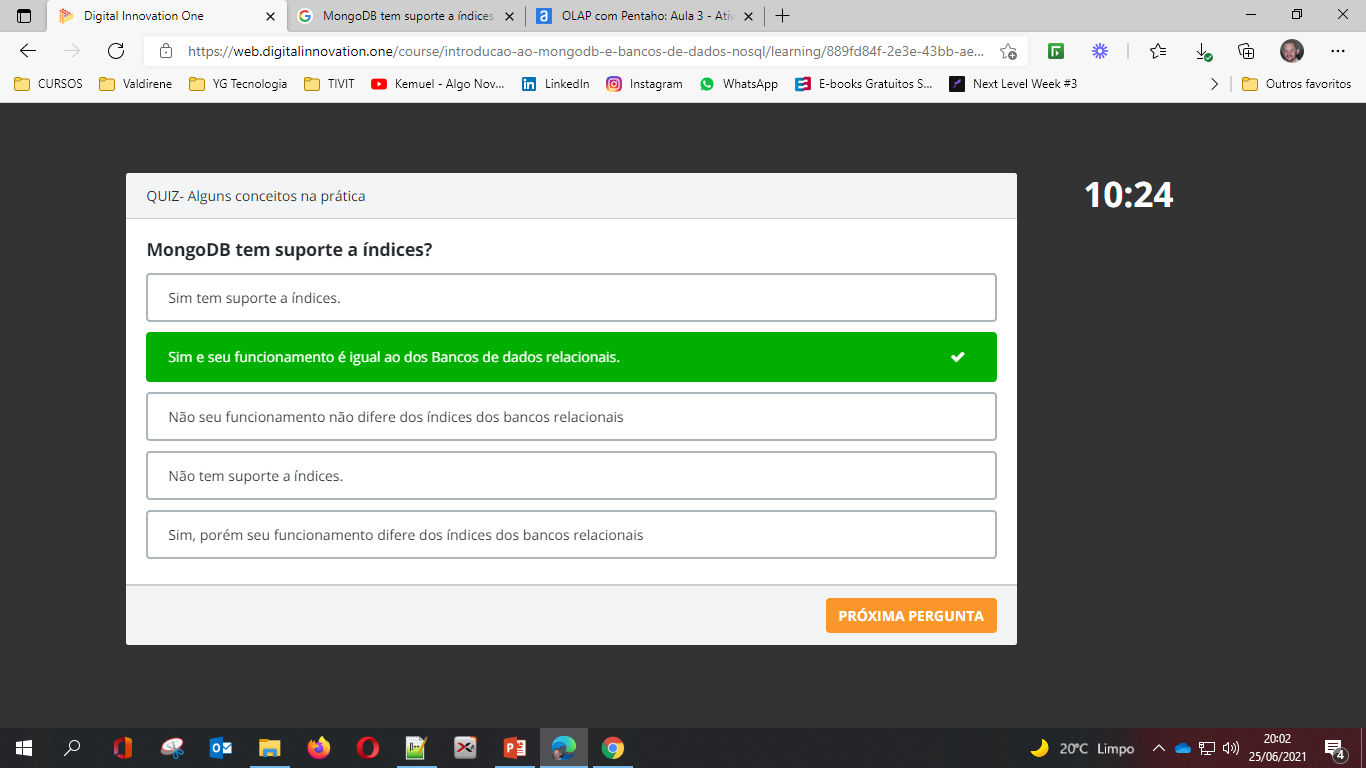 Digital Innovation One
MongoDB tem suporte a índices
OLAP com Pentaho: Aula 3 - Ativ
https://web.digitalinnovation.one/course/introducao-ao-mongodb-e-bancos-de-dados-nosql/learning/889fd84f-2e3e-43bb-ae...
CURSOS
Valdirene
YG Tecnologia
TIVIT
Kemuel - Algo Nov...
LinkedIn
Instagram
WhatsApp
E-books Gratuitos S...
Next Level Week #3
Outros favoritos
QUIZ- Alguns conceitos na prática
10:24
MongoDB tem suporte a índices?
Sim tem suporte a índices.
Sim e seu funcionamento é igual ao dos Bancos de dados relacionais.
Não seu funcionamento não difere dos índices dos bancos relacionais
Não tem suporte a índices.
Sim, porém seu funcionamento difere dos índices dos bancos relacionais
PRÓXIMA PERGUNTA
20°C Limpo
20:02
25/06/2021
4